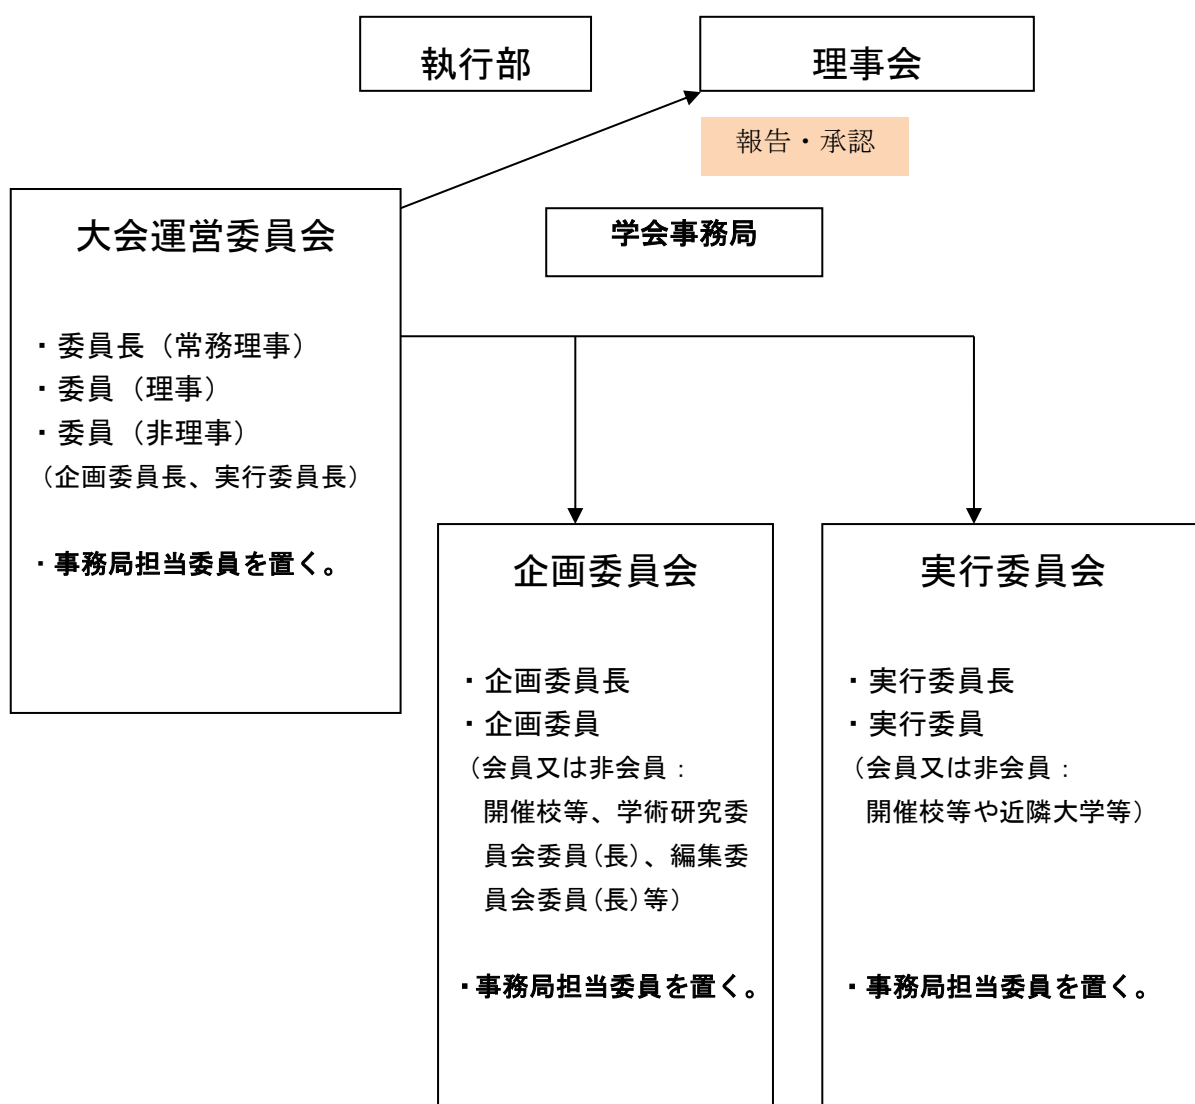 執行部
理事会
報告・承認
大会運営委員会
・委員長（常務理事）
・委員（理事）
・委員（非理事）
（企画委員長、実行委員長）
・事務局担当委員を置く。
学会事務局
企画委員会
・企画委員長
・企画委員
（会員又は非会員：
開催校等、学術研究委
員会委員(長)、編集委
員会委員(長)等）
・事務局担当委員を置く。
実行委員会
・実行委員長
・実行委員
（会員又は非会員：
開催校等や近隣大学等）
・事務局担当委員を置く。